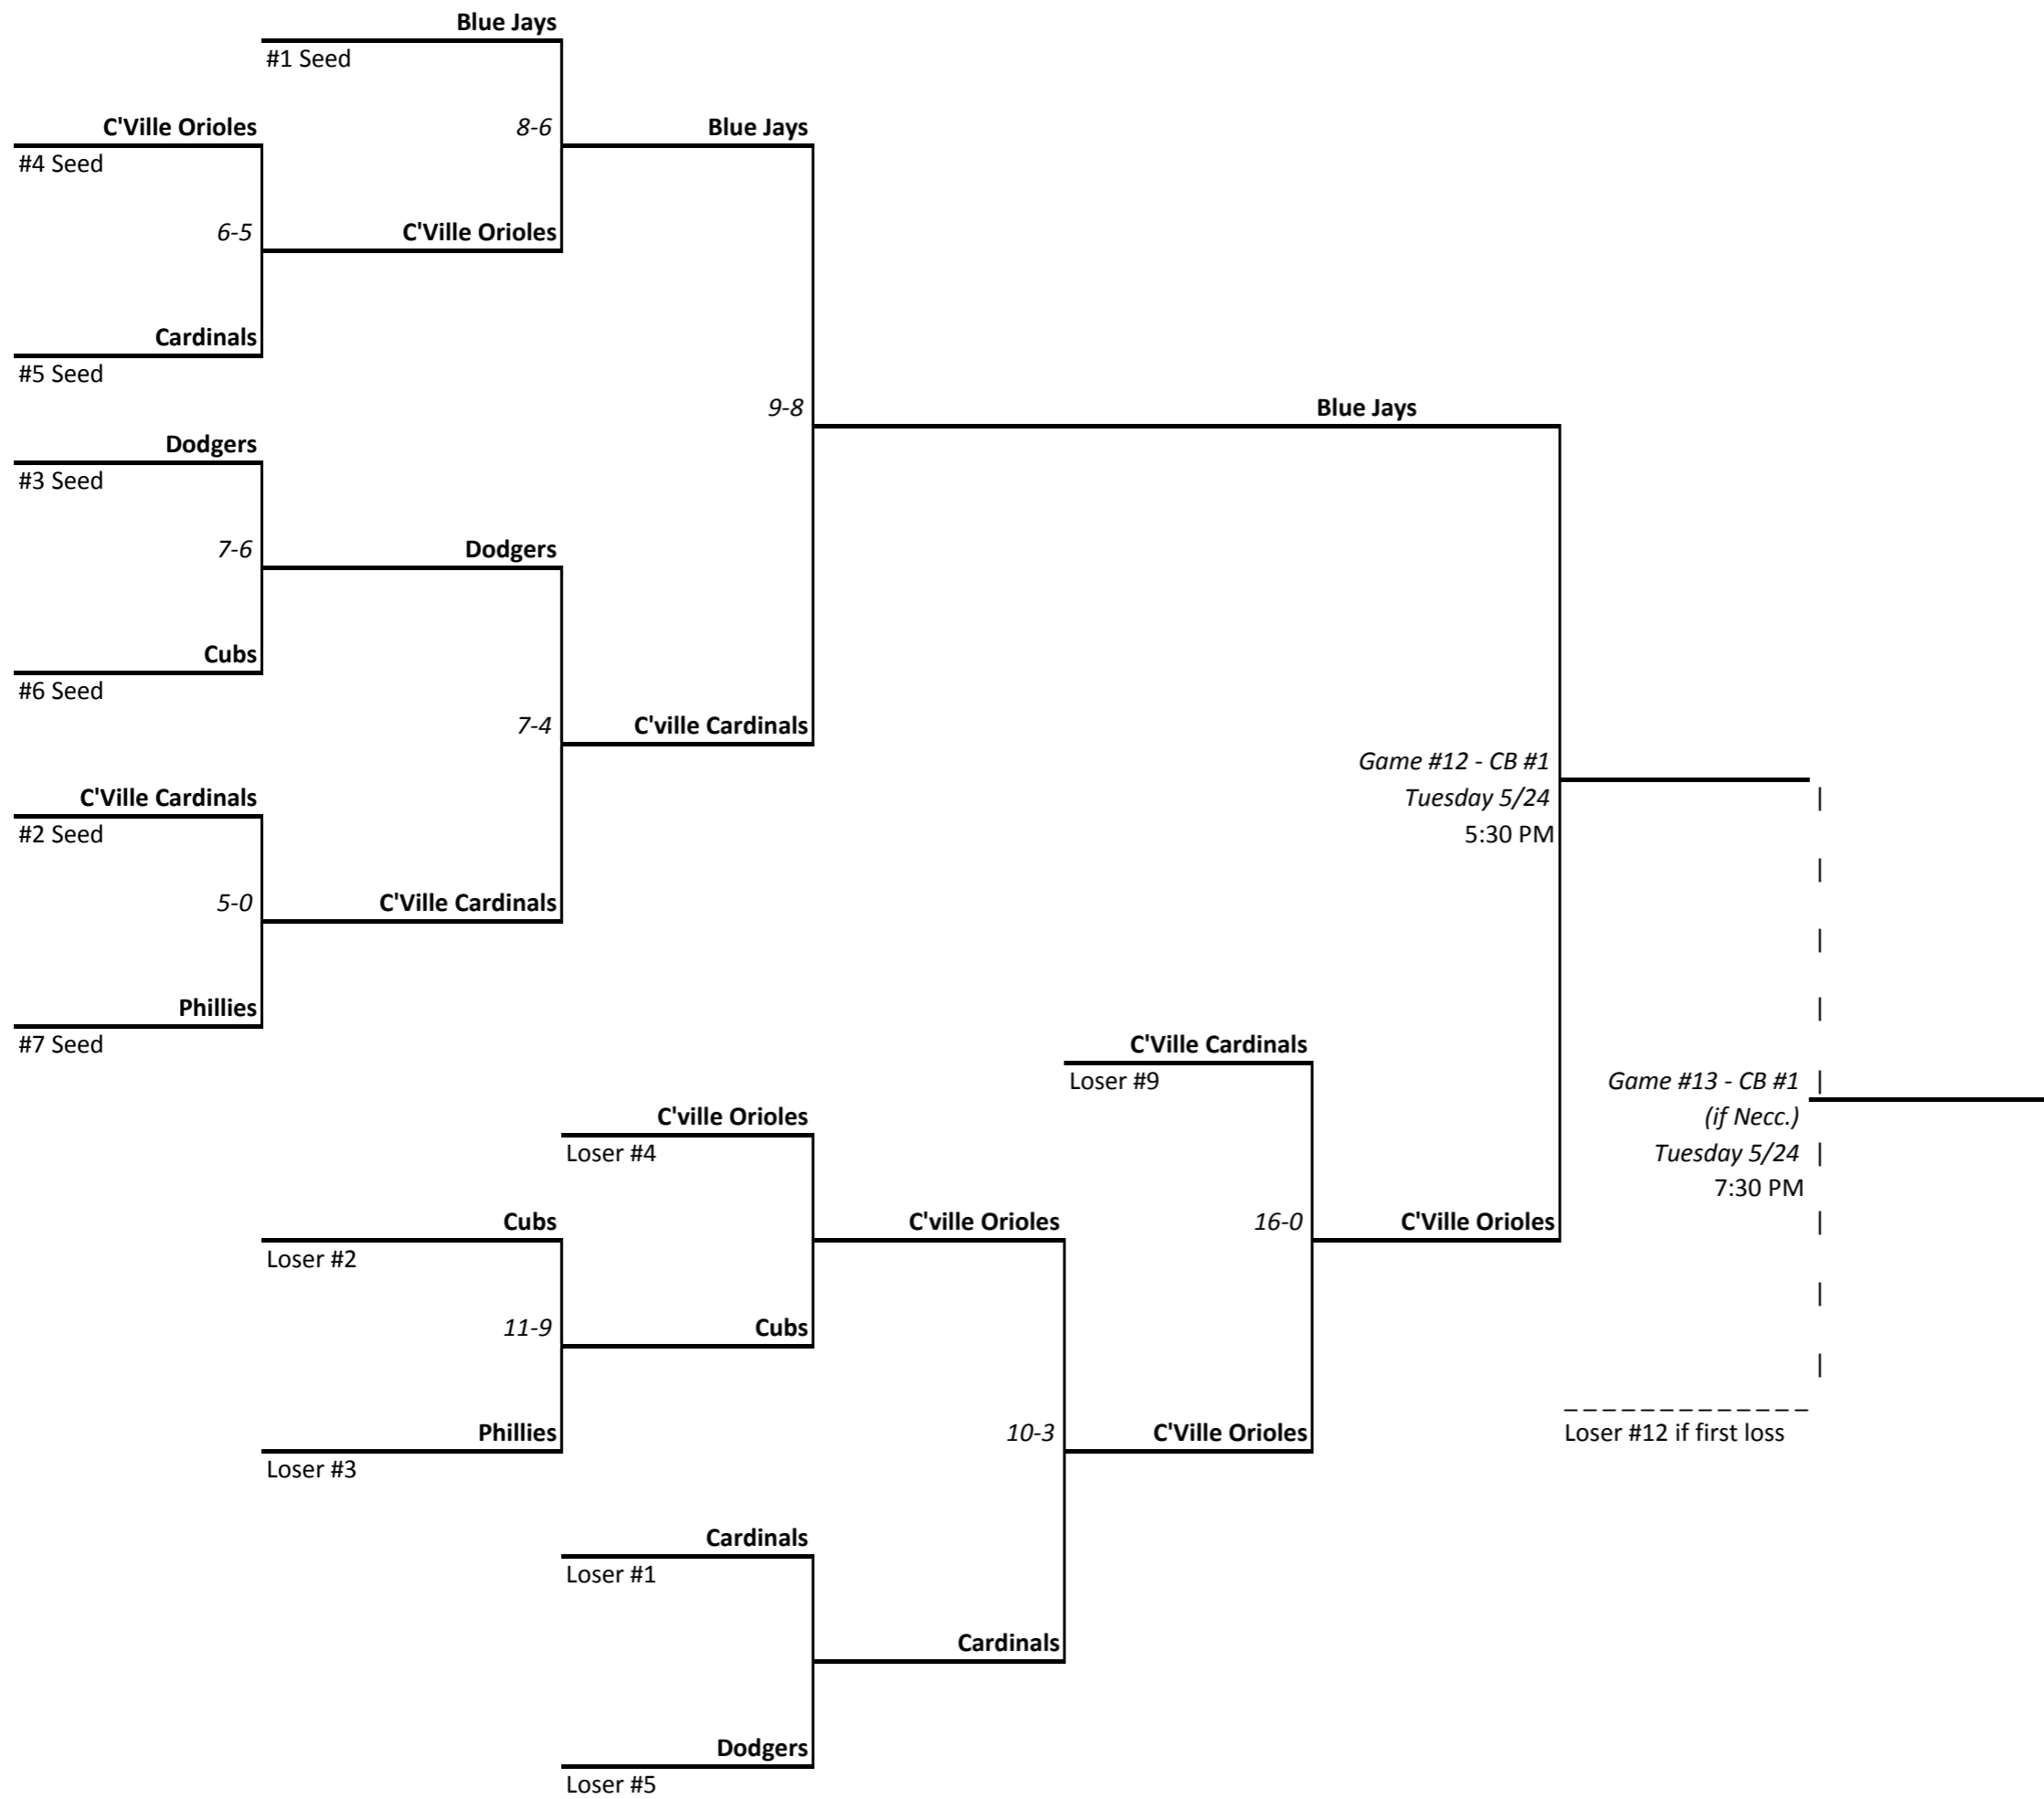 Blue Jays
#1 Seed
C'Ville Orioles
8-6
Blue Jays
#4 Seed
6-5
C'Ville Orioles
Cardinals
#5 Seed
9-8
Blue Jays
Dodgers
#3 Seed
7-6
Dodgers
Cubs
#6 Seed
7-4
C'ville Cardinals
Game #12 - CB #1
Tuesday 5/24
5:30 PM
C'Ville Cardinals
#2 Seed
5-0
C'Ville Cardinals
Phillies
#7 Seed
C'Ville Cardinals
Loser #9
Game #13 - CB #1
(if Necc.)
Tuesday 5/24
7:30 PM
C'ville Orioles
Loser #4
Cubs
Loser #2
C'ville Orioles
16-0
C'Ville Orioles
11-9
Cubs
Phillies
Loser #3
10-3
C'Ville Orioles
Loser #12 if first loss
Cardinals
Loser #1
Cardinals
Dodgers
Loser #5